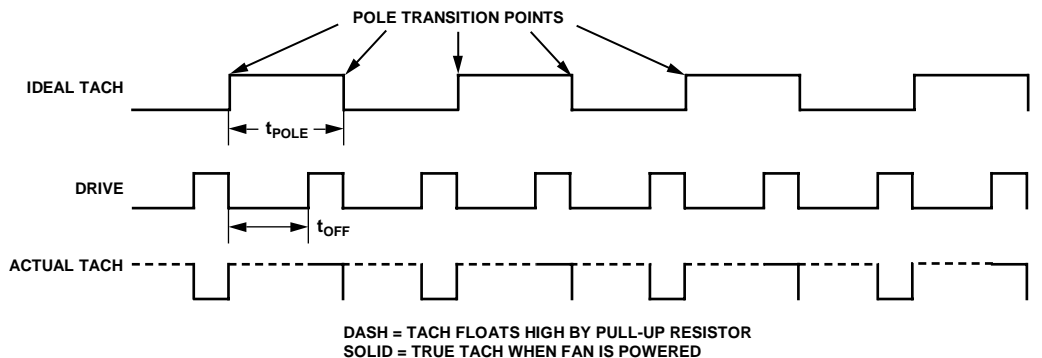 POLE TRANSITION POINTS
IDEAL TACH
tPOLE
DRIVE
tOFF
ACTUAL TACH
DASH = TACH FLOATS HIGH BY PULL-UP RESISTOR
SOLID = TRUE TACH WHEN FAN IS POWERED